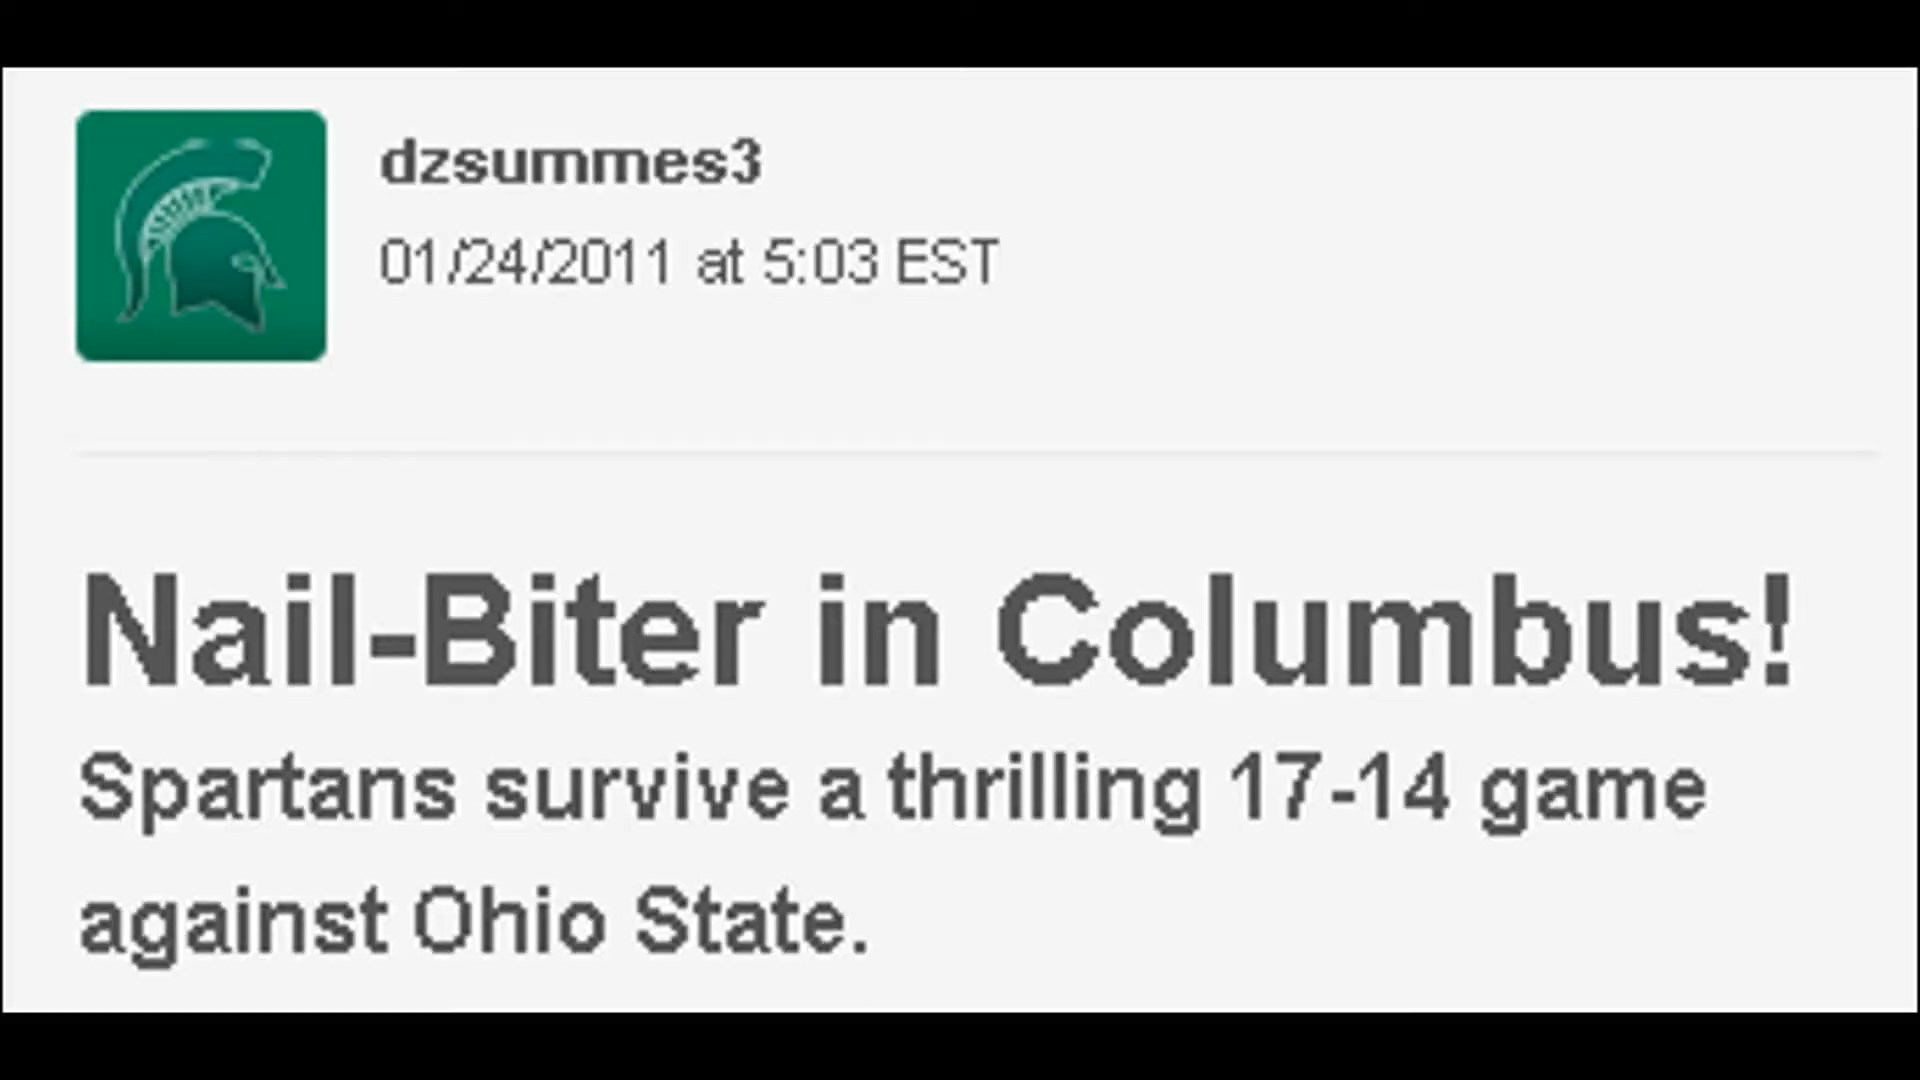 dzsummes3
01/24/2011 at 5:03 EST
Nail-Biter in Columbus!
Spartans survive a thrilling 17-14 game
against Ohio State.